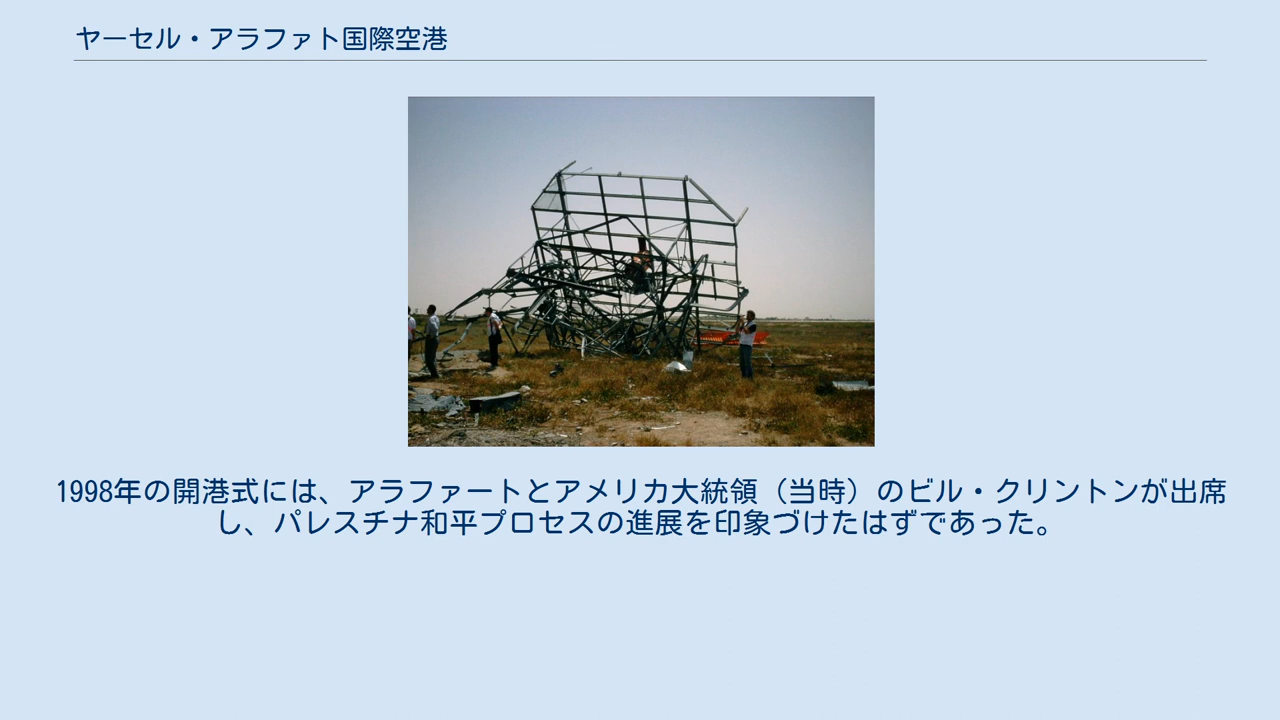 ヤーセル・アラファト国際空港
1998年の開港式には、アラファートとアメリカ大統領（当時）のビル・クリントンが出席
し、パレスチナ和平プロセスの進展を印象づけたはずであった。